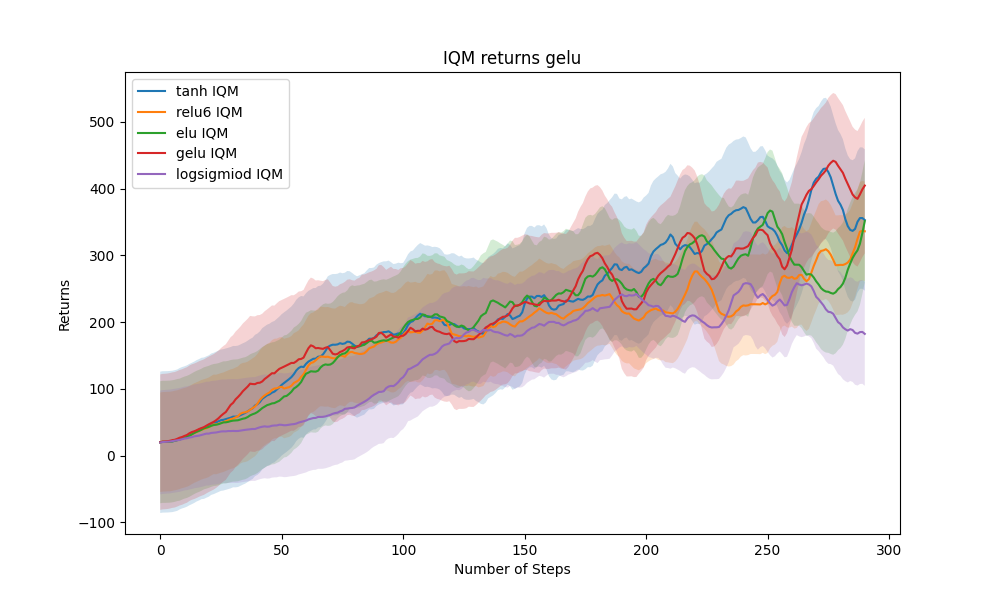 IQM returns gelu
tanh IQM
relu6 IQM
elu IQM
gelu IQM
logsigmiod IQM
Returns
500
400
300
200
100
0
−100
0 50 100 150 200 250 300
Number of Steps